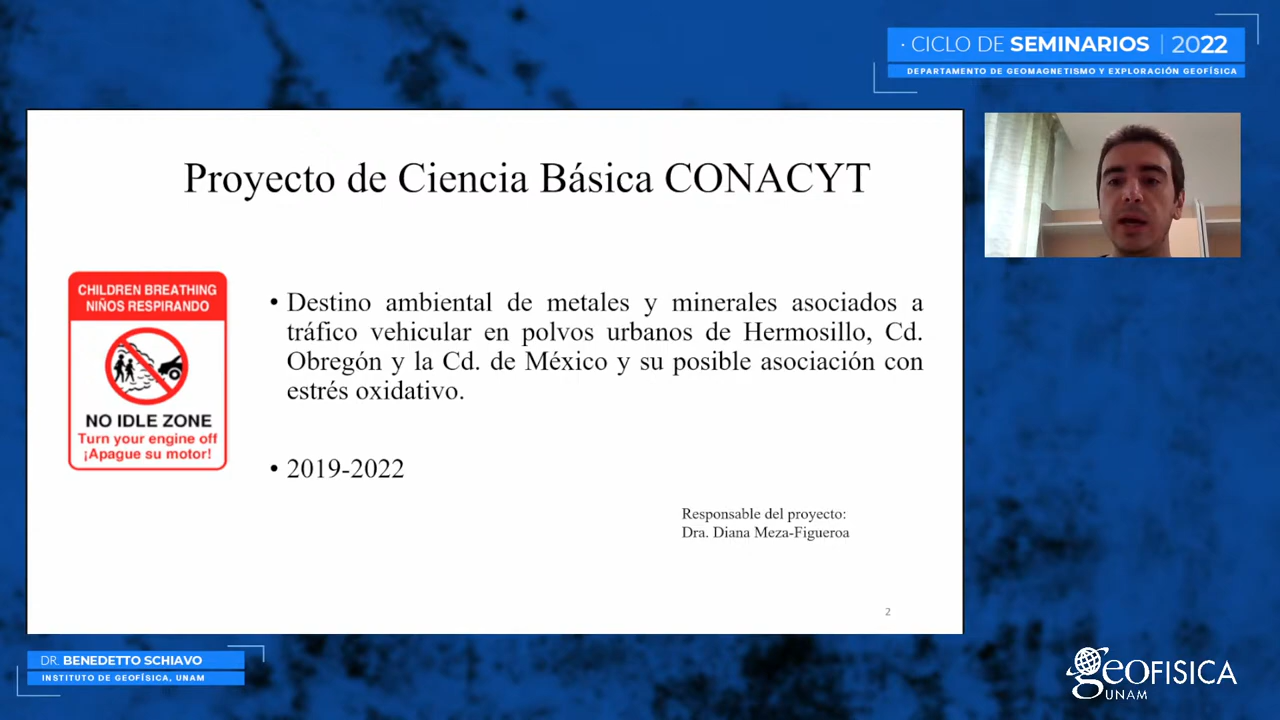 · CICLO DE SEMINARIOS | 2022
DEPARTAMENTO DE GEOMAGNETISMO Y EXPLORACIÓN GEOFÍSICA
Proyecto de Ciencia Básica CONACYT
CHILDREN BREATHING
NIÑOS RESPIRANDO
NO IDLE ZONE
Turn your engine off
¡Apague su motor!
• Destino ambiental de metales y minerales asociados a
tráfico vehicular en polvos urbanos de Hermosillo, Cd.
Obregón y la Cd. de México y su posible asociación con
estrés oxidativo.
• 2019-2022
Responsable del proyecto:
Dra. Diana Meza-Figueroa
2
DR. BENEDETTO SCHIAVO
INSTITUTO DE GEOFÍSICA, UNAM
GEOFISICA
UNAM